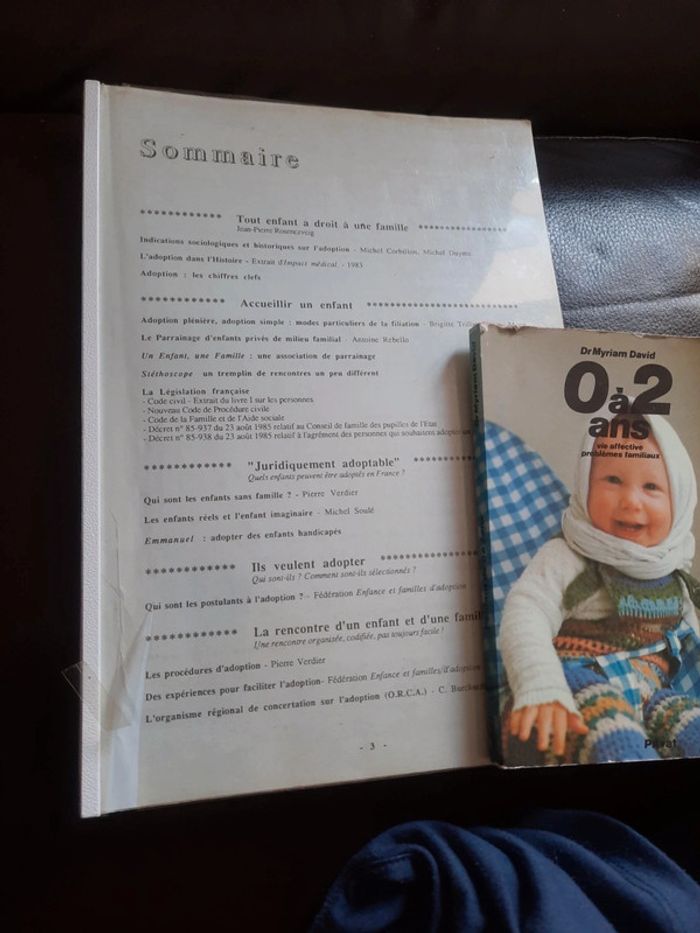 Sommaire
************ Tout enfant a droit à une famille ****************
Jean-Pierre Rosenczveig
Indications sociologiques et historiques sur l'adoption - Michel Corbillon, Michel Duyme
L'adoption dans l'Histoire - Extrait d'Impact médical - 1983
Adoption : les chiffres clefs
************ Accueillir un enfant *********************
Adoption plénière, adoption simple : modes particuliers de la filiation - Brigitte
Le Parrainage d'enfants privés de milieu familial - Antoine Rebello
Un Enfant, une Famille : une association de parrainage
Stéthoscope un tremplin de rencontres un peu différent
La Législation française
- Code civil - Extrait du livre I sur les personnes
- Nouveau Code de Procédure civile
- Code de la Famille et de l'Aide sociale
- Décret n° 85-937 du 23 août 1985 relatif au Conseil de famille des pupilles de l'Etat
- Décret n° 85-938 du 23 août 1985 relatif à l'agrément des personnes qui souhaitent adopter un
************ "Juridiquement adoptable" *********
Quels enfants peuvent être adoptés en France ?
Qui sont les enfants sans famille ? - Pierre Verdier
Les enfants réels et l'enfant imaginaire - Michel Soulé
Emmanuel : adopter des enfants handicapés
************ Ils veulent adopter *************
Qui sont-ils ? Comment sont-ils sélectionnés ?
Qui sont les postulants à l'adoption ? - Fédération Enfance et familles d'adoption
************ La rencontre d'un enfant et d'une famil
Une rencontre organisée, codifiée, pas toujours facile !
Les procédures d'adoption - Pierre Verdier
Des expériences pour faciliter l'adoption- Fédération Enfance et familles d'adoption
L'organisme régional de concertation sur l'adoption (O.R.C.A.) - C.
- 3 -
Dr Myriam David
Dr Myriam David
0 à 2
ans
vie affective
problèmes familiaux
Privat